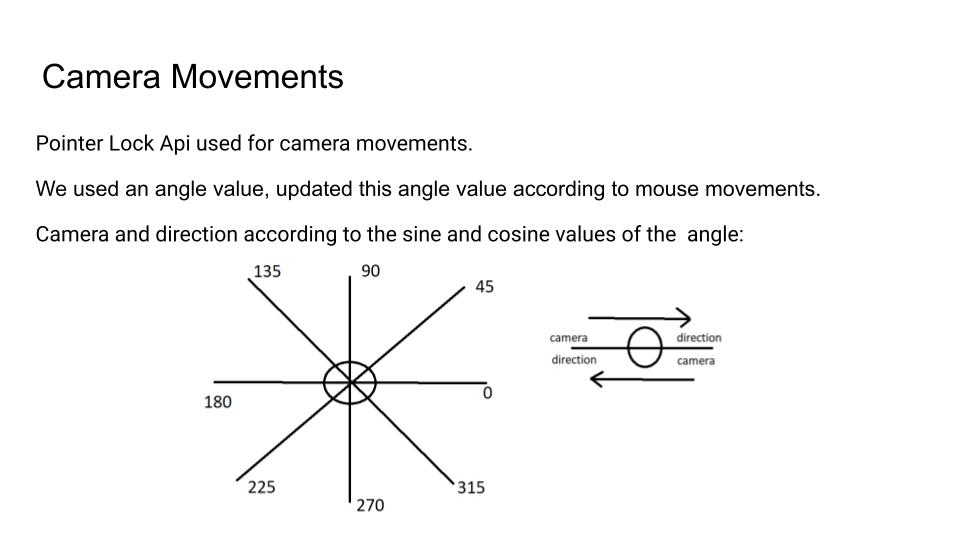 Camera Movements
Pointer Lock Api used for camera movements.
We used an angle value, updated this angle value according to mouse movements.
Camera and direction according to the sine and cosine values of the  angle:
135
90
45
180
0
225
270
315
camera
direction
direction
camera